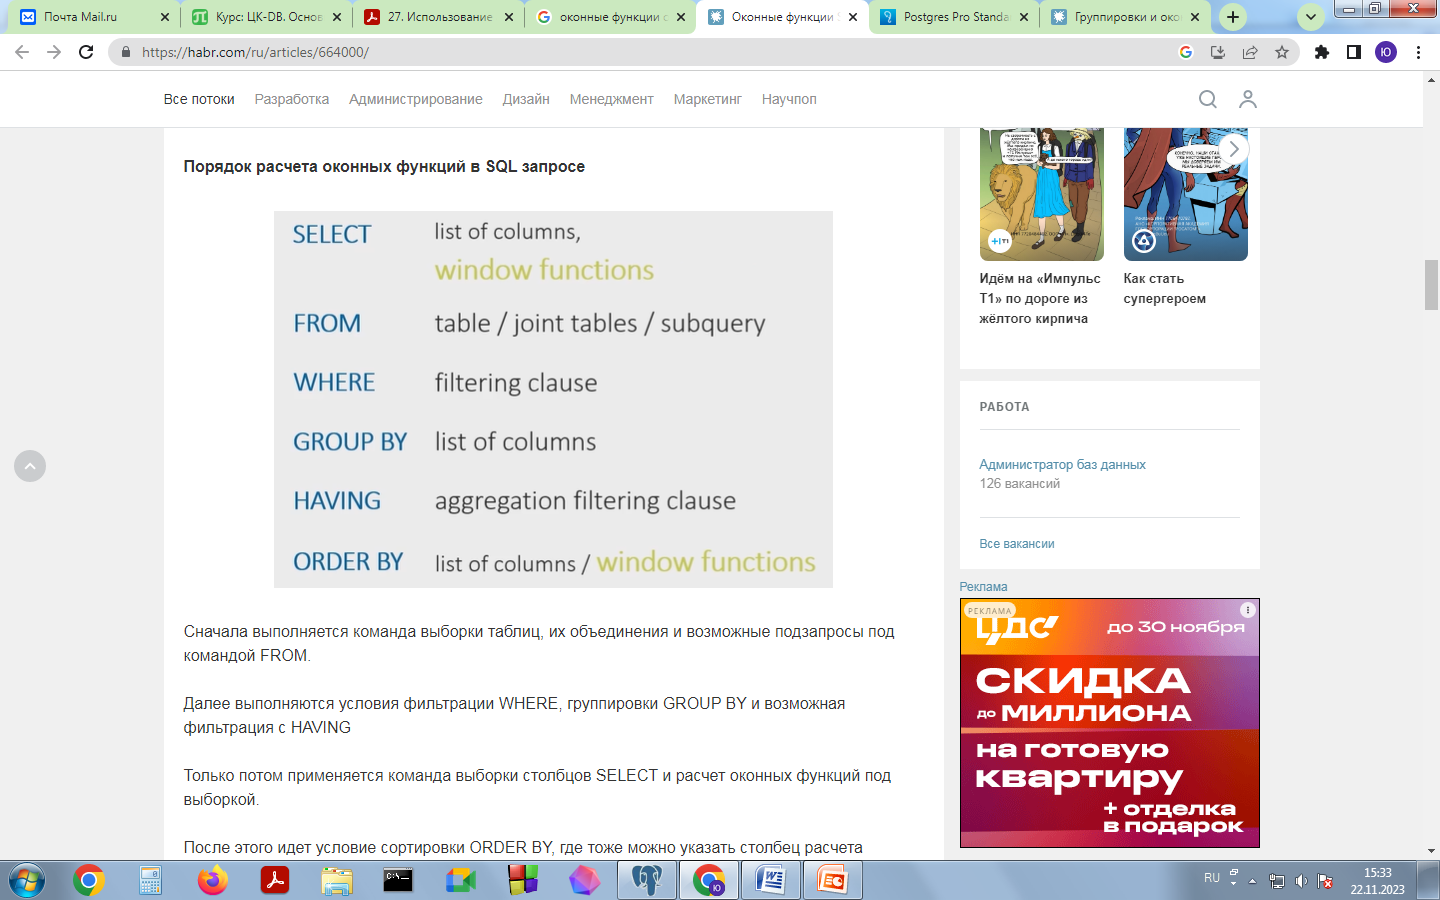 Почта Mail.ru
Курс: ЦК-DB. Основ
27. Использование
оконные функции с
Оконные функции
Postgres Pro Standa
Группировки и око
https://habr.com/ru/articles/664000/
Ю
Все потоки Разработка Администрирование Дизайн Менеджмент Маркетинг Научпоп
Порядок расчета оконных функций в SQL запросе
SELECT list of columns,
window functions
FROM table / joint tables / subquery
WHERE filtering clause
GROUP BY list of columns
HAVING aggregation filtering clause
ORDER BY list of columns / window functions
Сначала выполняется команда выборки таблиц, их объединения и возможные подзапросы под
командой FROM.
Далее выполняются условия фильтрации WHERE, группировки GROUP BY и возможная
фильтрация с HAVING
Только потом применяется команда выборки столбцов SELECT и расчет оконных функций под
выборкой.
После этого идет условие сортировки ORDER BY, где тоже можно указать столбец расчета
Идём на «Импульс
Т1» по дороге из
жёлтого кирпича
Как стать
супергероем
РАБОТА
Администратор баз данных
126 вакансий
Все вакансии
Реклама
РЕКЛАМА
ЦДС
до 30 ноября
СКИДКА
до МИЛЛИОНА
на готовую
квартиру
+ отделка
в подарок
RU
15:33
22.11.2023